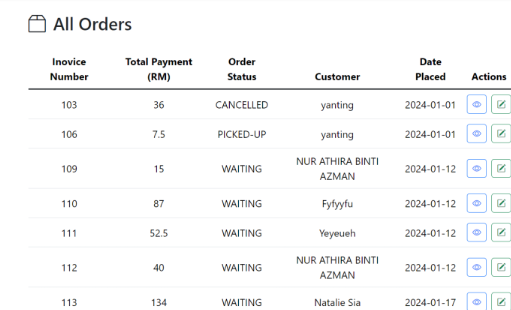 All Orders
Inovice Number Total Payment (RM) Order Status Customer Date Placed Actions
103 36 CANCELLED yanting 2024-01-01
106 7.5 PICKED-UP yanting 2024-01-01
109 15 WAITING NUR ATHIRA BINTI AZMAN 2024-01-12
110 87 WAITING Fyfyyfu 2024-01-12
111 52.5 WAITING Yeyeueh 2024-01-12
112 40 WAITING NUR ATHIRA BINTI AZMAN 2024-01-12
113 134 WAITING Natalie Sia 2024-01-17